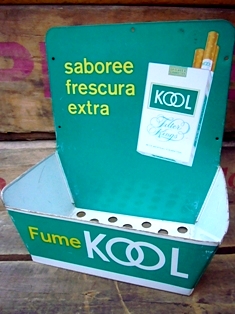 saboree
frescura
extra
KOOL
Filter
Kings
Fume KOOL